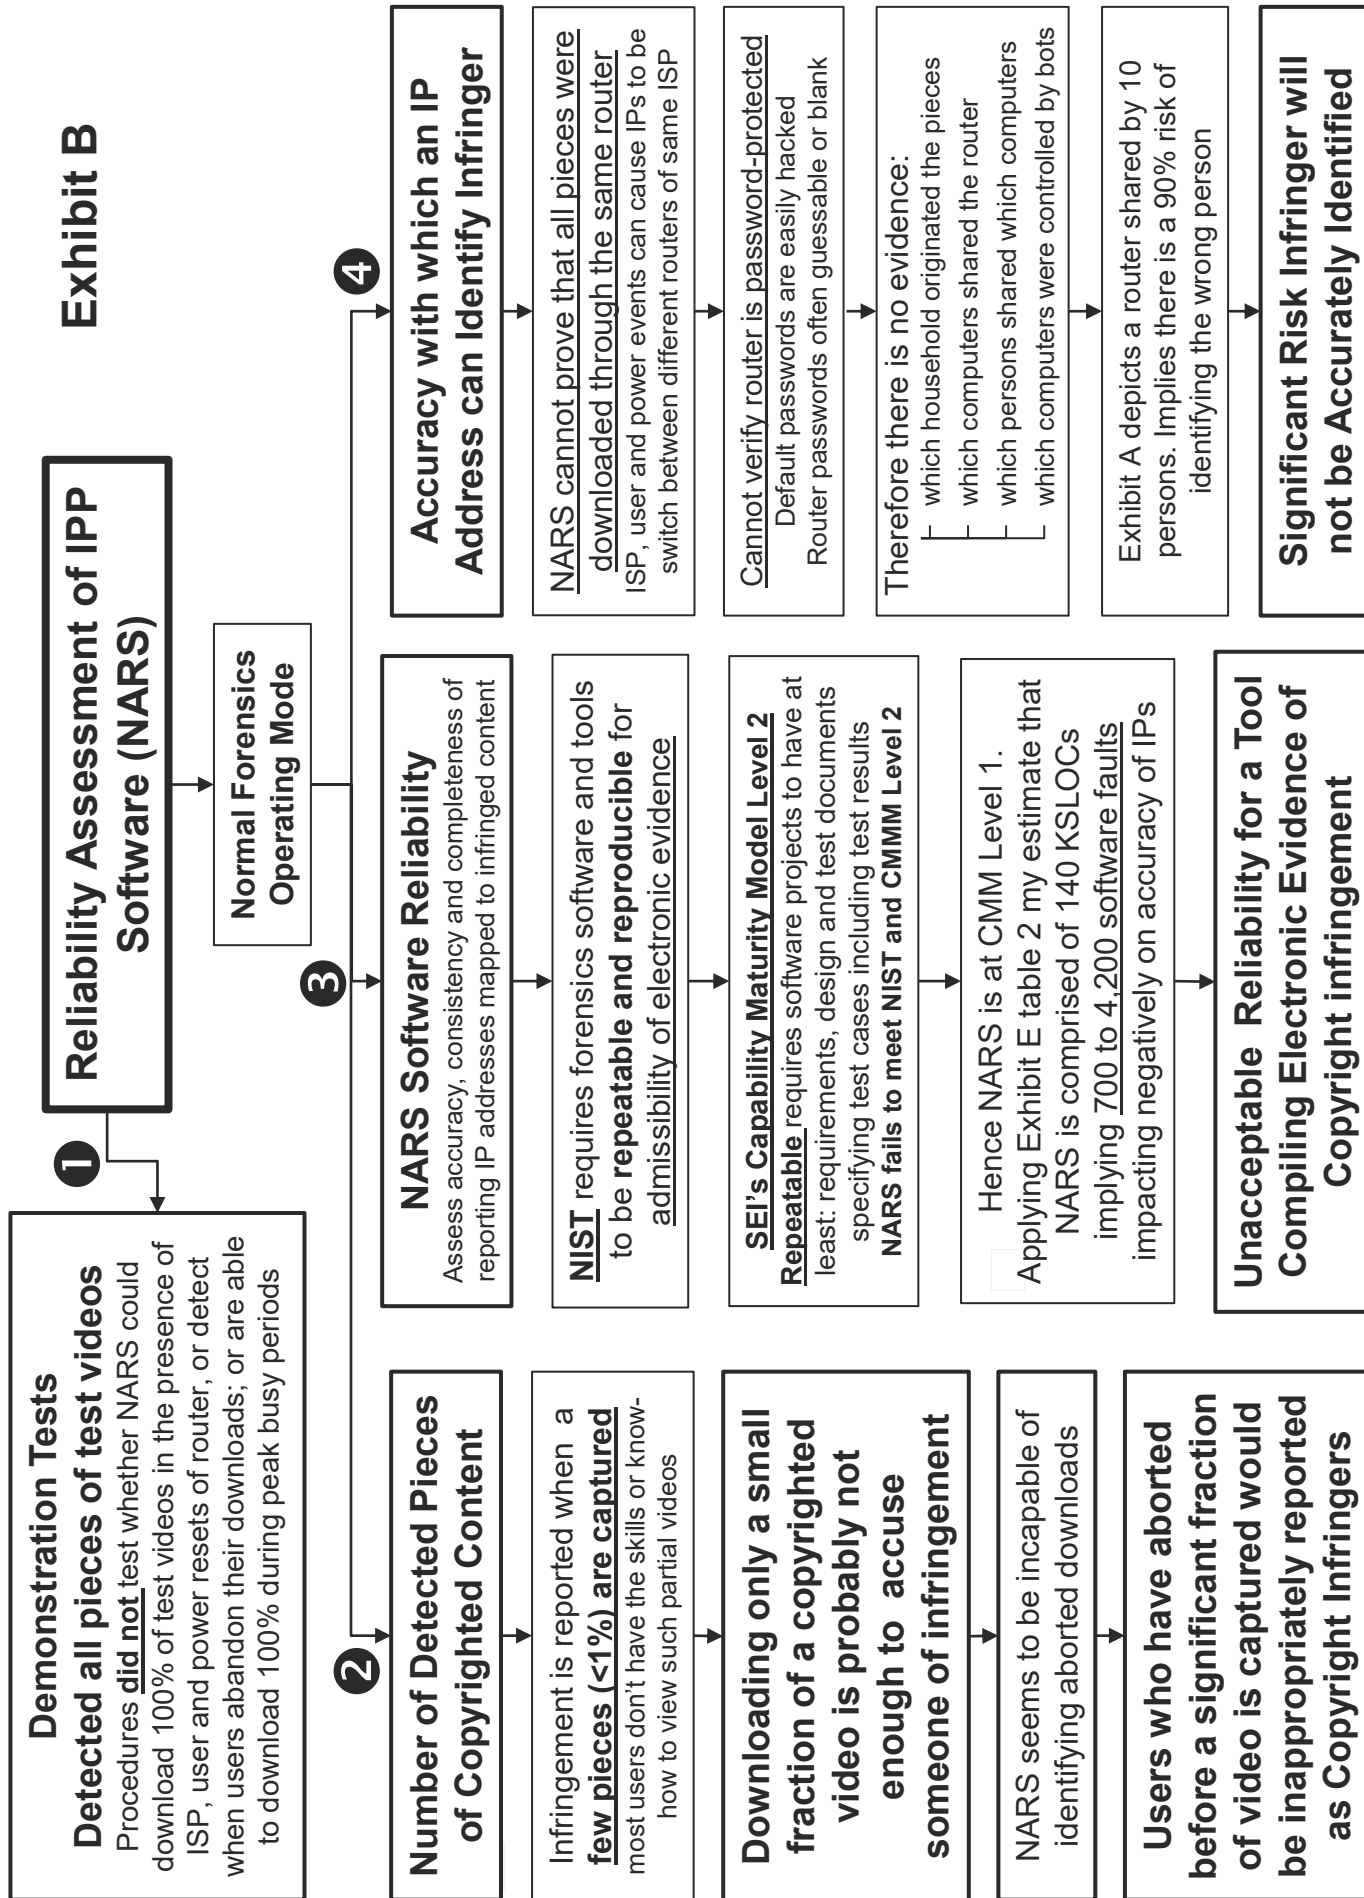 Exhibit B
Reliability Assessment of IPP
Software (NARS)
❶
Demonstration Tests
Detected all pieces of test videos
Procedures did not test whether NARS could
download 100% of test videos in the presence of
ISP, user and power resets of router, or detect
when users abandon their downloads; or are able
to download 100% during peak busy periods
Normal Forensics
Operating Mode
❷
Number of Detected Pieces
of Copyrighted Content
Infringement is reported when a
few pieces (<1%) are captured
most users don't have the skills or know-
how to view such partial videos
Downloading only a small
fraction of a copyrighted
video is probably not
enough to accuse
someone of infringement
NARS seems to be incapable of
identifying aborted downloads
Users who have aborted
before a significant fraction
of video is captured would
be inappropriately reported
as Copyright Infringers
❸
NARS Software Reliability
Assess accuracy, consistency and completeness of
reporting IP addresses mapped to infringed content
NIST requires forensics software and tools
to be repeatable and reproducible for
admissibility of electronic evidence
SEI's Capability Maturity Model Level 2
Repeatable requires software projects to have at
least: requirements, design and test documents
specifying test cases including test results
NARS fails to meet NIST and CMMM Level 2
Hence NARS is at CMM Level 1.
Applying Exhibit E table 2 my estimate that
NARS is comprised of 140 KSLOCs
implying 700 to 4,200 software faults
impacting negatively on accuracy of IPs
Unacceptable Reliability for a Tool
Compiling Electronic Evidence of
Copyright infringement
❹
Accuracy with which an IP
Address can Identify Infringer
NARS cannot prove that all pieces were
downloaded through the same router
ISP, user and power events can cause IPs to be
switch between different routers of same ISP
Cannot verify router is password-protected
Default passwords are easily hacked
Router passwords often guessable or blank
Therefore there is no evidence:
which household originated the pieces
which computers shared the router
which persons shared which computers
which computers were controlled by bots
Exhibit A depicts a router shared by 10
persons. Implies there is a 90% risk of
identifying the wrong person
Significant Risk Infringer will
not be Accurately Identified